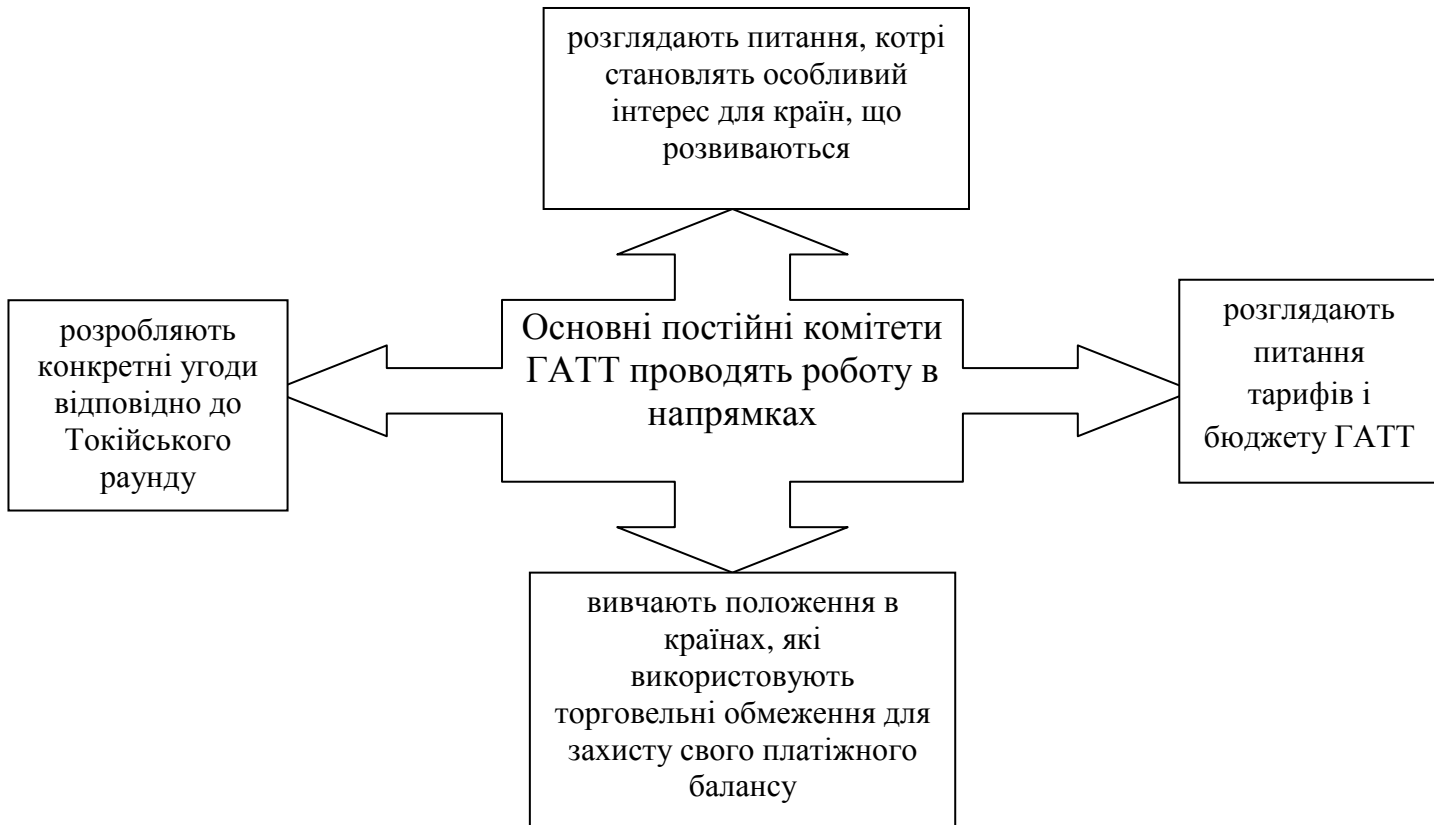 розглядають питання, котрі
становлять особливий
інтерес для країн, що
розвиваються
розробляють
конкретні угоди
відповідно до
Токійського
раунду
Основні постійні комітети
ГАТТ проводять роботу в
напрямках
розглядають
питання
тарифів і
бюджету ГАТТ
вивчають положення в
країнах, які
використовують
торговельні обмеження для
захисту свого платіжного
балансу